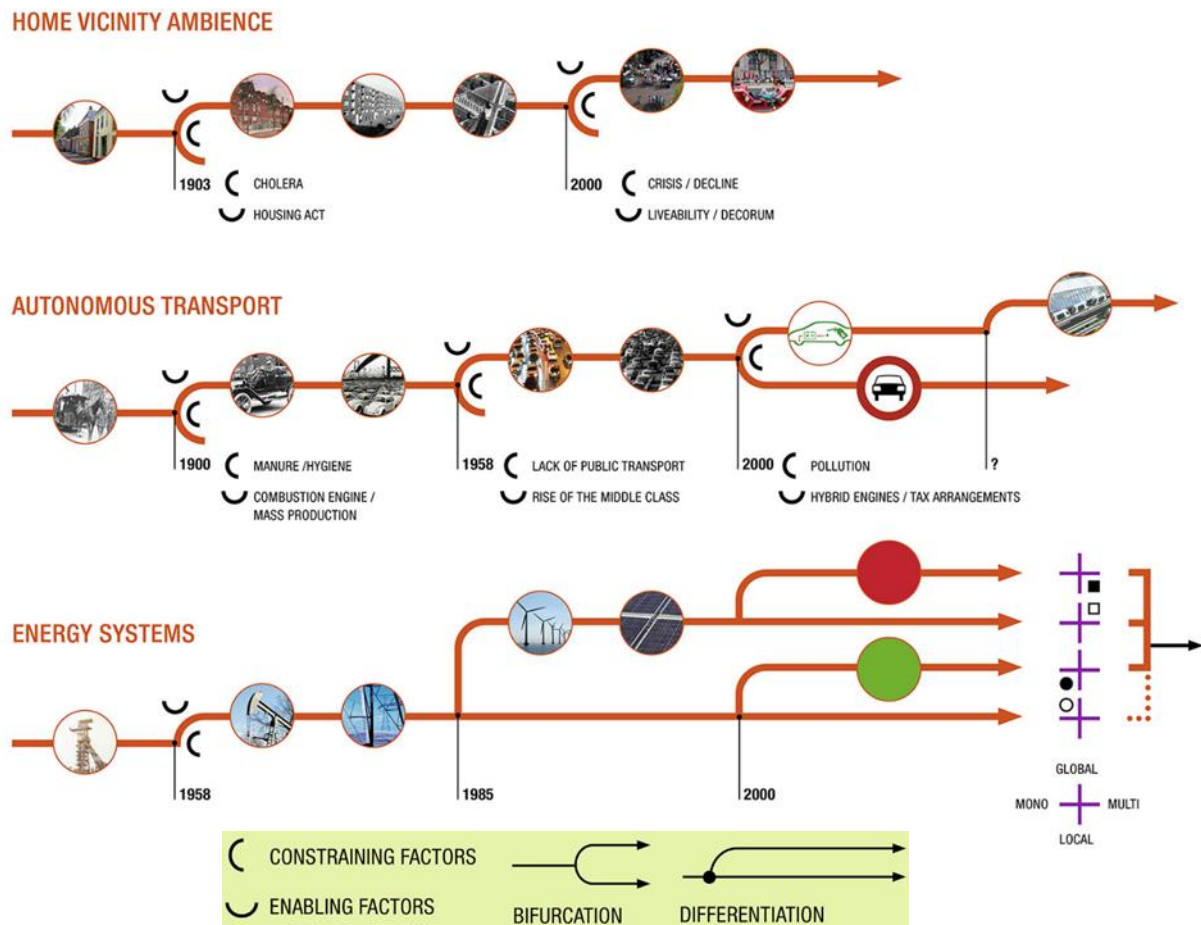 HOME VICINITY AMBIENCE
1903
CHOLERA
HOUSING ACT
2000
CRISIS / DECLINE
LIVEABILITY / DECORUM
AUTONOMOUS TRANSPORT
1900
MANURE /HYGIENE
COMBUSTION ENGINE /
MASS PRODUCTION
1958
LACK OF PUBLIC TRANSPORT
RISE OF THE MIDDLE CLASS
2000
POLLUTION
HYBRID ENGINES / TAX ARRANGEMENTS
?
ENERGY SYSTEMS
1958
1985
2000
GLOBAL
MONO
MULTI
LOCAL
CONSTRAINING FACTORS
ENABLING FACTORS
BIFURCATION
DIFFERENTIATION